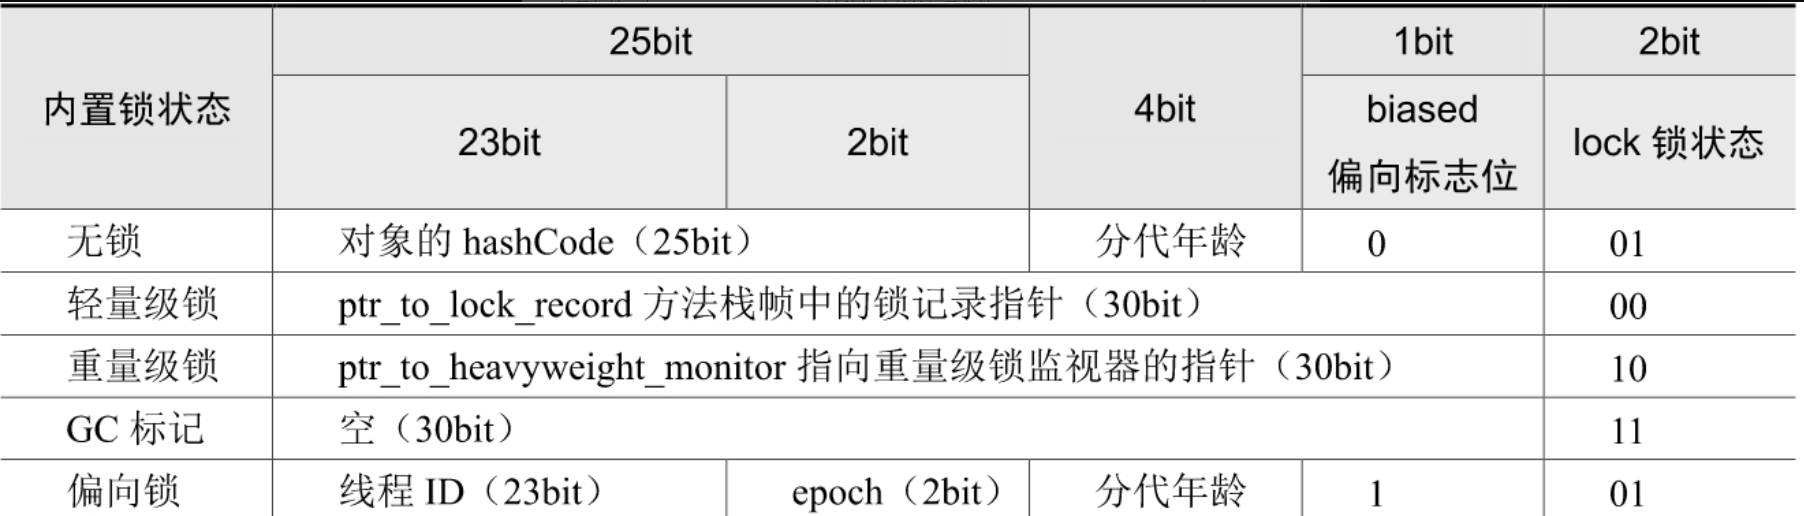 内置锁状态 25bit 4bit 1bit 2bit
23bit 2bit biased 偏向标志位 lock 锁状态
无锁 对象的 hashCode（25bit） 分代年龄 0 01
轻量级锁 ptr_to_lock_record 方法栈帧中的锁记录指针（30bit） 00
重量级锁 ptr_to_heavyweight_monitor 指向重量级锁监视器的指针（30bit） 10
GC 标记 空（30bit） 11
偏向锁 线程 ID（23bit） epoch（2bit） 分代年龄 1 01